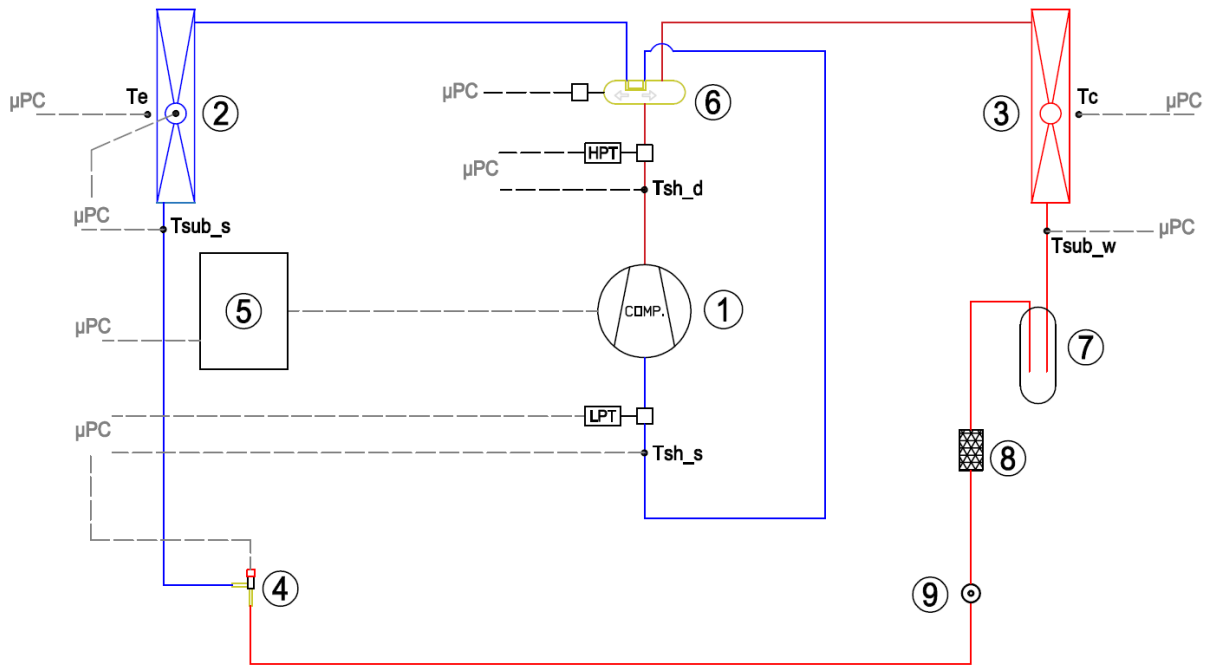 µPC
Te
②
µPC
⑥
③
Tc
µPC
HPT
µPC
Tsh_d
µPC
Tsub_s
Tsub_w
µPC
⑤
COMP.
①
µPC
⑦
LPT
µPC
Tsh_s
⑧
④
⑨